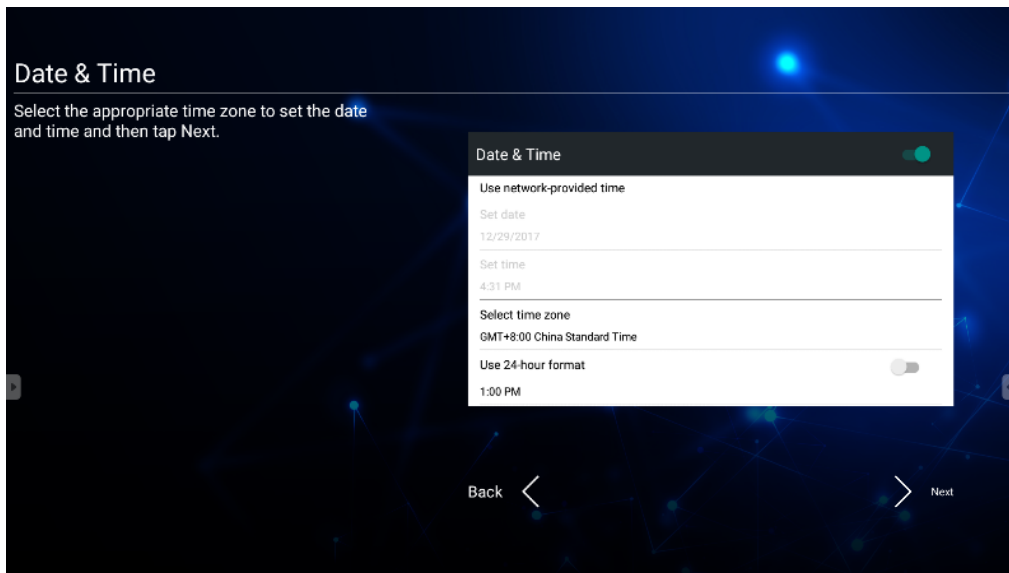 Date & Time
Select the appropriate time zone to set the date
and time and then tap Next.
Date & Time
Use network-provided time
Set date
12/29/2017
Set time
4:31 PM
Select time zone
GMT+8:00 China Standard Time
Use 24-hour format
1:00 PM
Back
Next